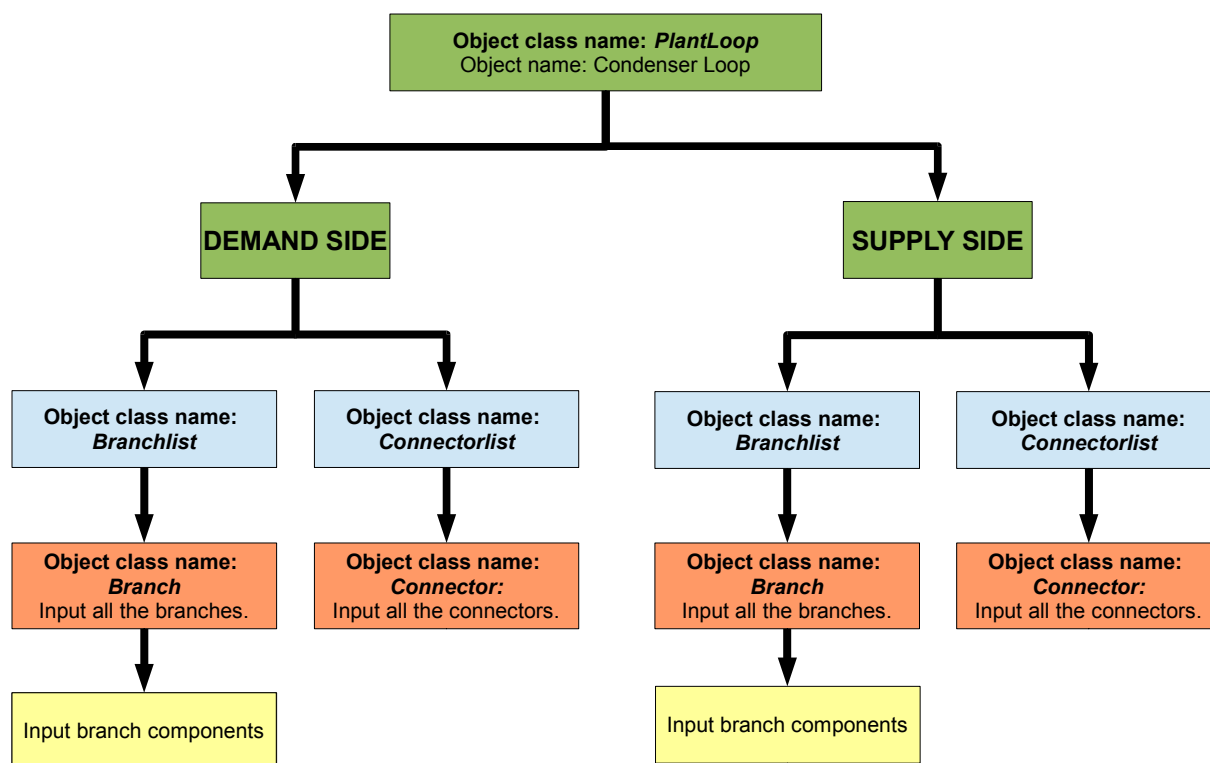 Object class name: PlantLoop
Object name: Condenser Loop
DEMAND SIDE
SUPPLY SIDE
Object class name:
Branchlist
Object class name:
Connectorlist
Object class name:
Branchlist
Object class name:
Connectorlist
Object class name:
Branch
Input all the branches.
Object class name:
Connector:
Input all the connectors.
Object class name:
Branch
Input all the branches.
Object class name:
Connector:
Input all the connectors.
Input branch components
Input branch components